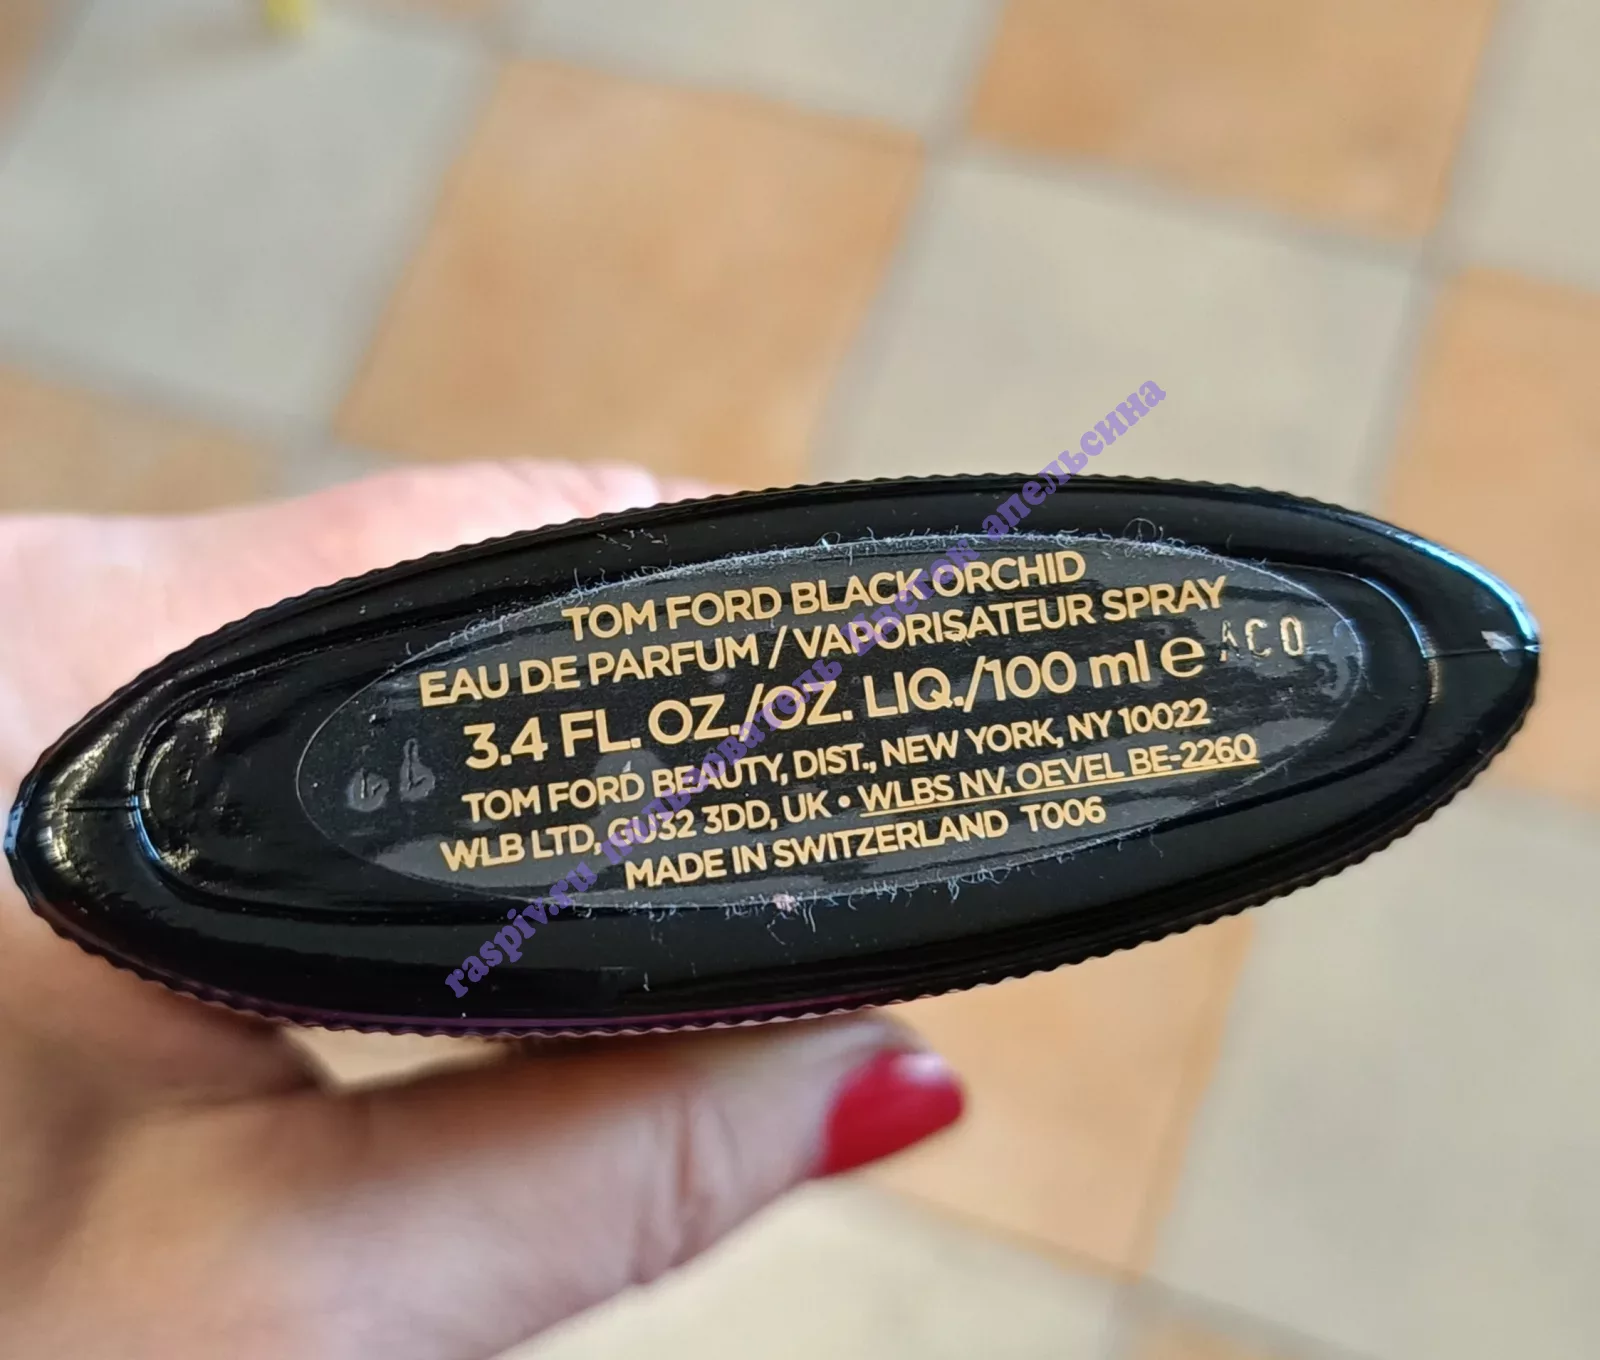 TOM FORD BLACK ORCHID
EAU DE PARFUM / VAPORISATEUR SPRAY
3.4 FL. OZ./OZ. LIQ./100 ml e AC0
TOM FORD BEAUTY, DIST., NEW YORK, NY 10022
WLB LTD, GU32 3DD, UK • WLBS NV, OEVEL BE-2260
MADE IN SWITZERLAND T006
raspiv.ru пользователь Цветок апельсина